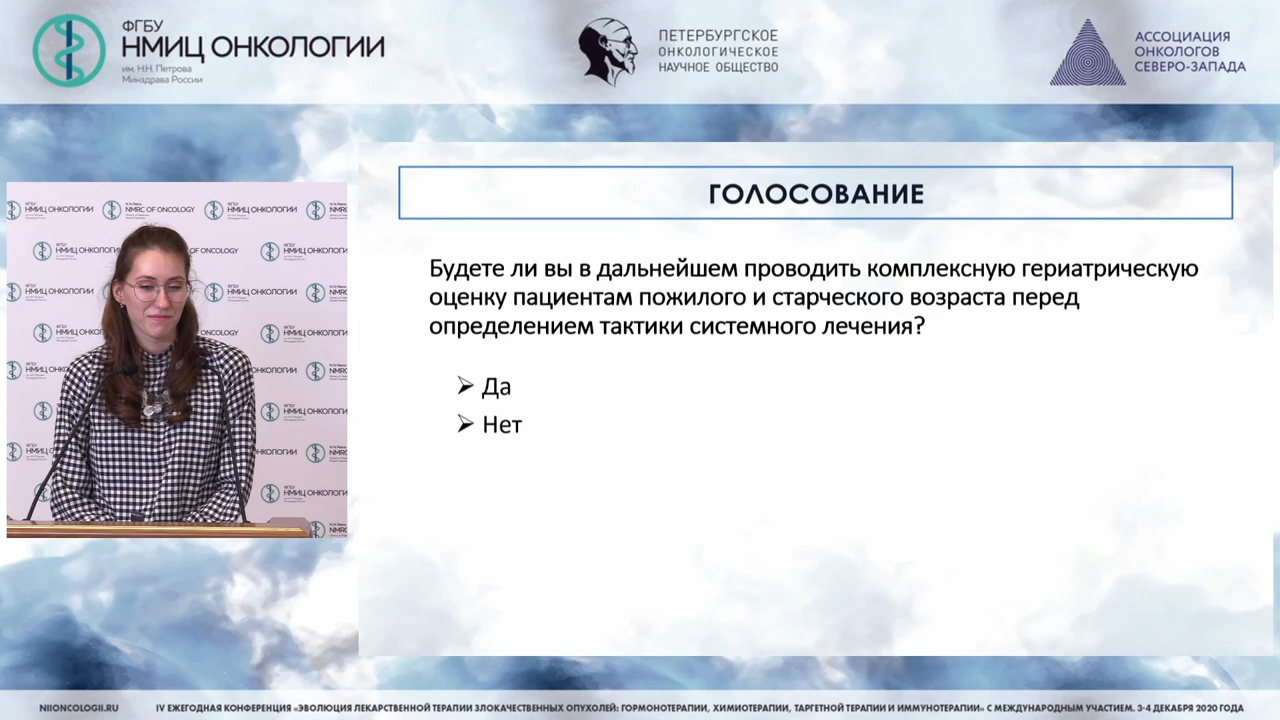 ФГБУ
НМИЦ ОНКОЛОГИИ
им. Н.Н. Петрова
Минздрава России
ПЕТЕРБУРГСКОЕ
ОНКОЛОГИЧЕСКОЕ
НАУЧНОЕ ОБЩЕСТВО
АССОЦИАЦИЯ
ОНКОЛОГОВ
СЕВЕРО-ЗАПАДА
ГОЛОСОВАНИЕ
Будете ли вы в дальнейшем проводить комплексную гериатрическую
оценку пациентам пожилого и старческого возраста перед
определением тактики системного лечения?
Да
Нет
NIIONCOLOGII.RU
IV ЕЖЕГОДНАЯ КОНФЕРЕНЦИЯ «ЭВОЛЮЦИЯ ЛЕКАРСТВЕННОЙ ТЕРАПИИ ЗЛОКАЧЕСТВЕННЫХ ОПУХОЛЕЙ: ГОРМОНОТЕРАПИИ, ХИМИОТЕРАПИИ, ТАРГЕТНОЙ ТЕРАПИИ И ИММУНОТЕРАПИИ» С МЕЖДУНАРОДНЫМ УЧАСТИЕМ. 3-4 ДЕКАБРЯ 2020 ГОДА